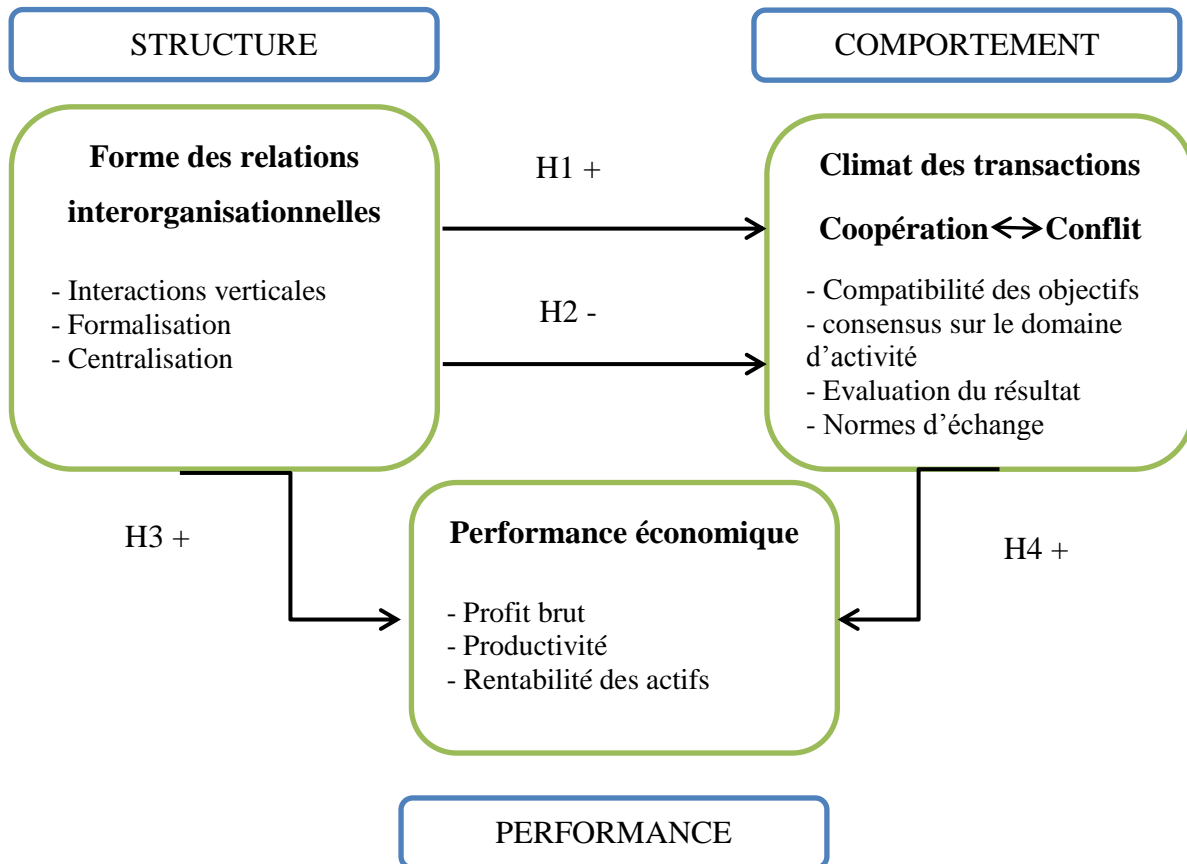 STRUCTURE
COMPORTEMENT
Forme des relations
interorganisationnelles
- Interactions verticales
- Formalisation
- Centralisation
H1 +
H2 -
Climat des transactions
Coopération Conflit
- Compatibilité des objectifs
- consensus sur le domaine
d’activité
- Evaluation du résultat
- Normes d’échange
H3 +
Performance économique
- Profit brut
- Productivité
- Rentabilité des actifs
H4 +
PERFORMANCE